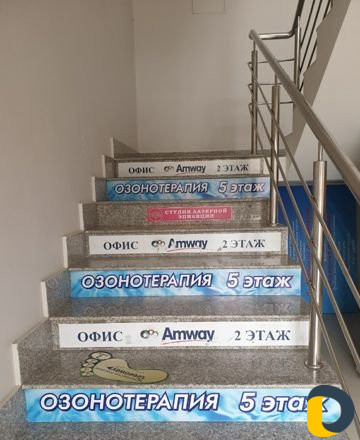 ОФИС Amway 2 ЭТАЖ
ОЗОНОТЕРАПИЯ 5 этаж
СТУДИЯ ЛАЗЕРНОЙ
ЭПИЛЯЦИИ
ОФИС Amway 2 ЭТАЖ
ОЗОНОТЕРАПИЯ 5 этаж
ОФИС Amway 2 ЭТАЖ
ОЗОНОТЕРАПИЯ 5 этаж